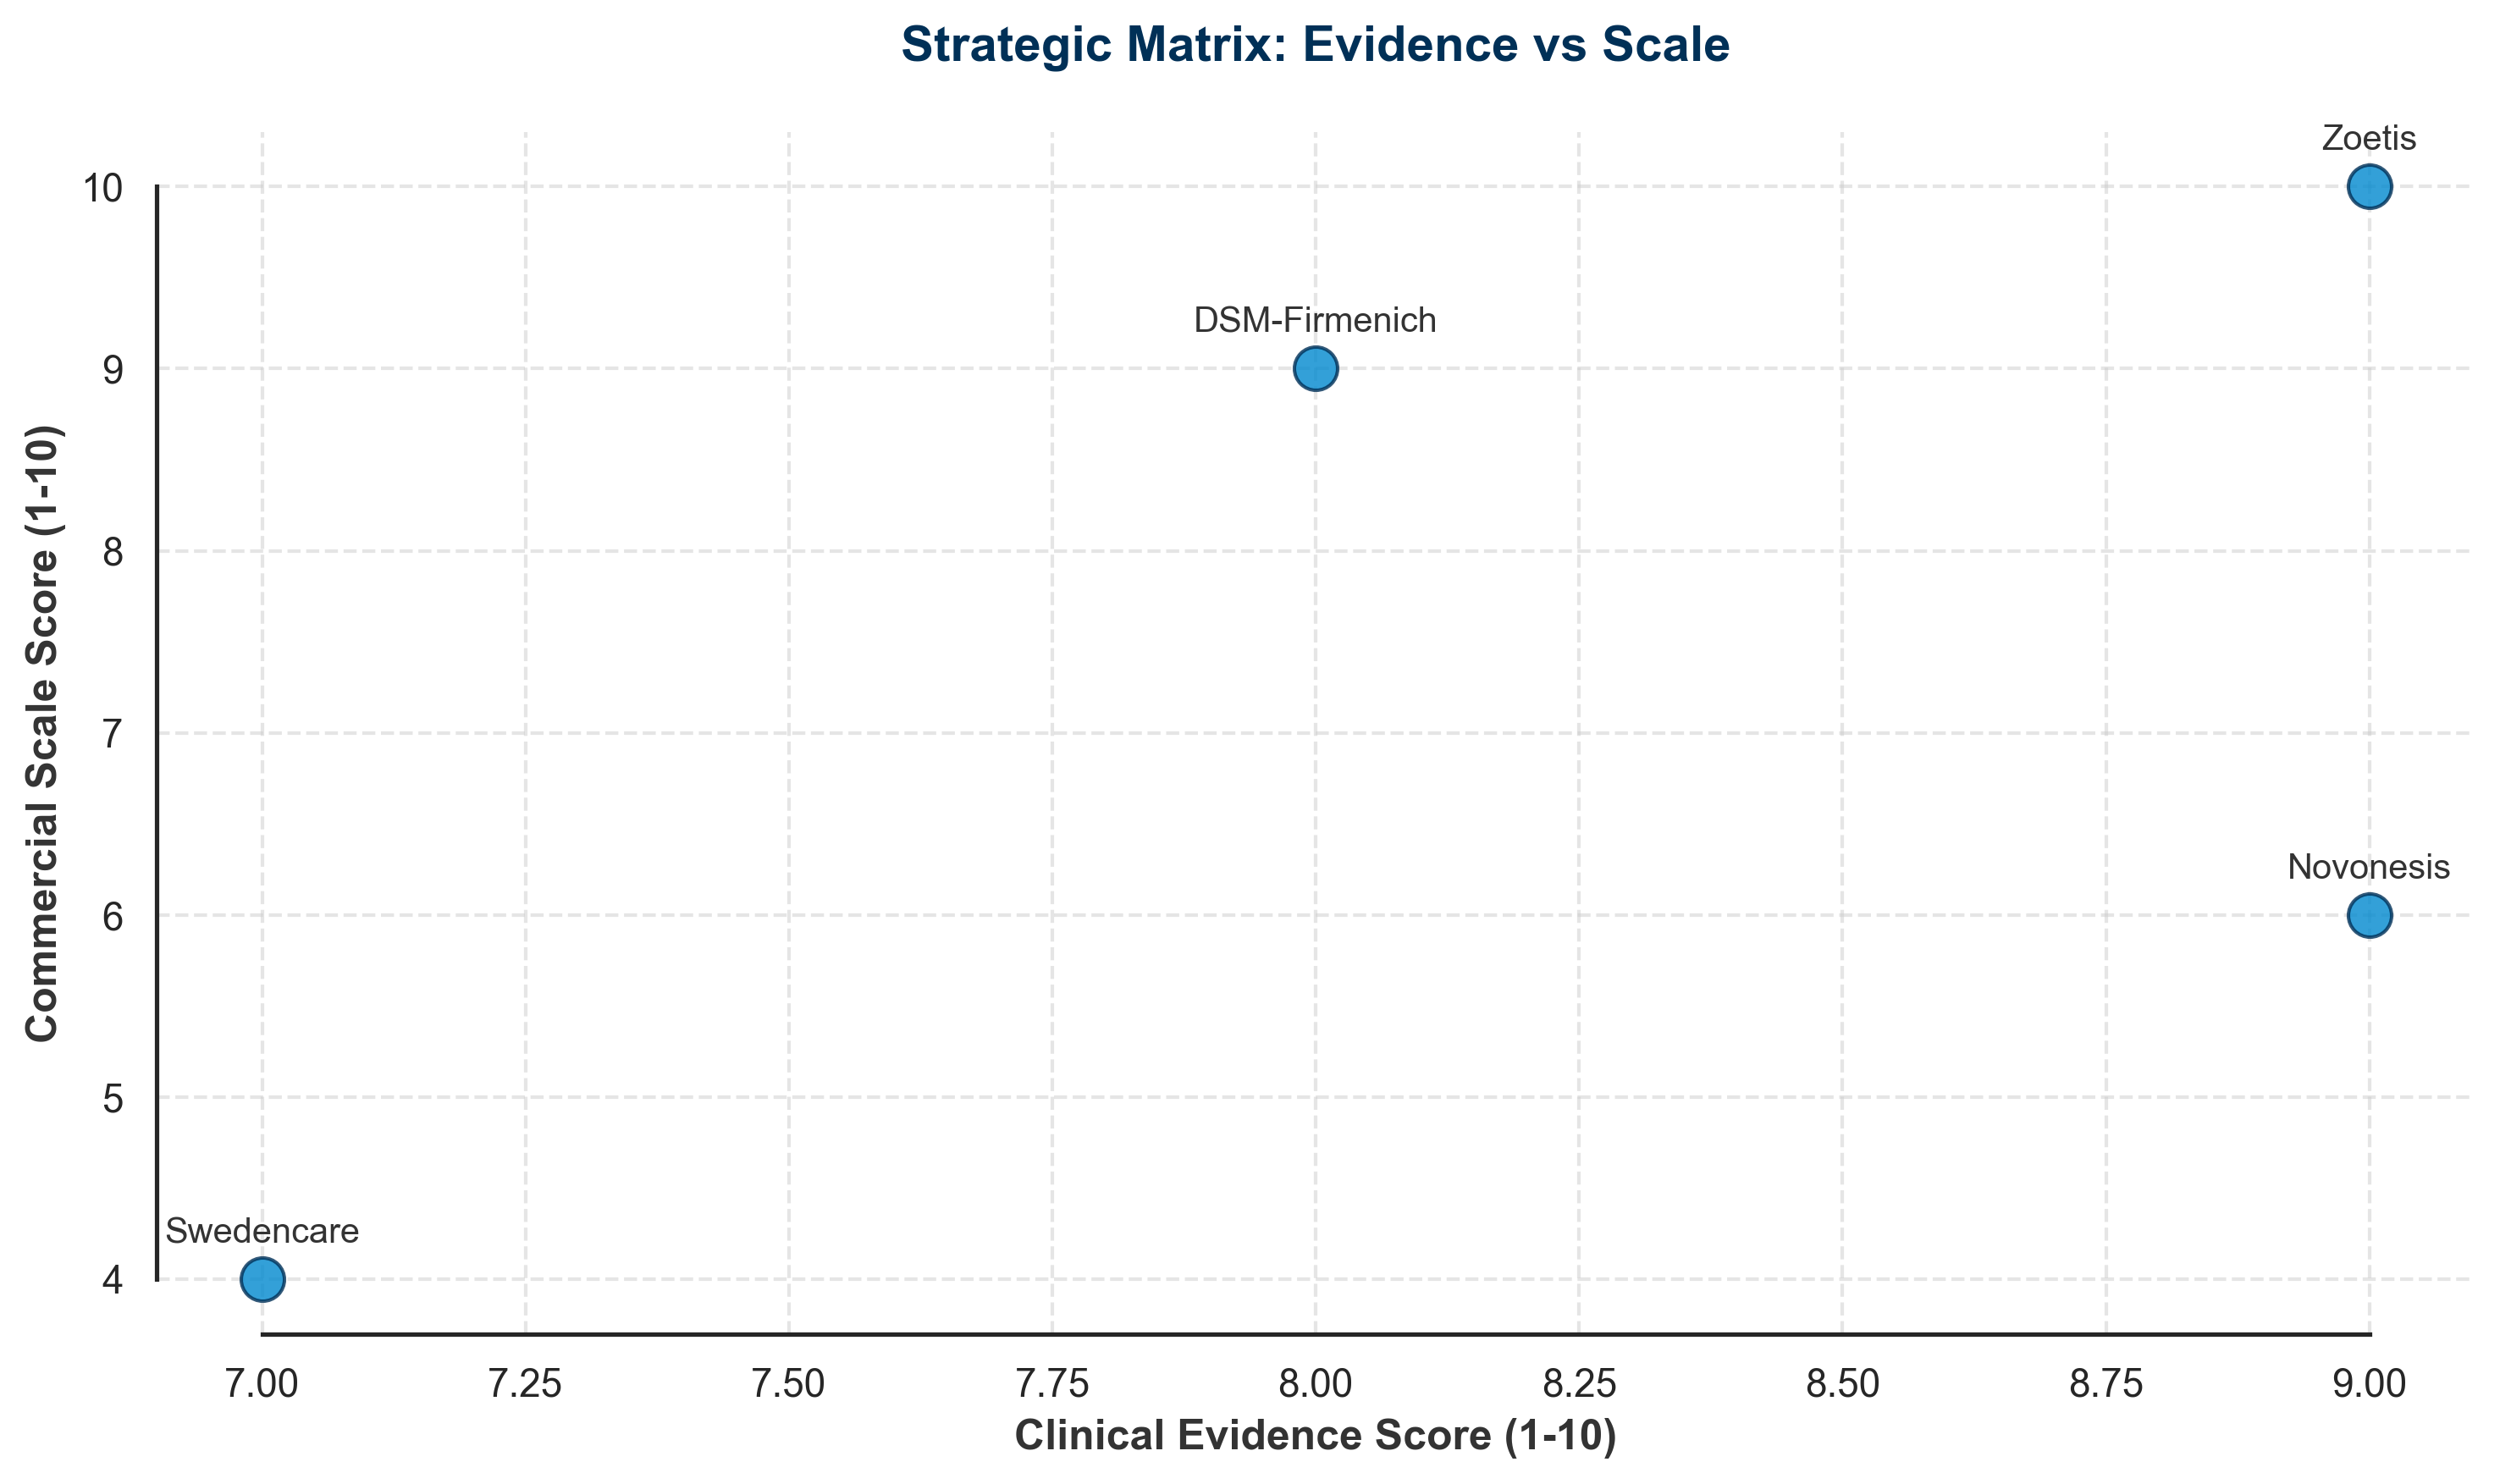 Strategic Matrix: Evidence vs Scale
Zoetis
10
DSM-Firmenich
9
8
7
Novonesis
6
5
Swedencare
4
Commercial Scale Score (1-10)
7.00 7.25 7.50 7.75 8.00 8.25 8.50 8.75 9.00
Clinical Evidence Score (1-10)